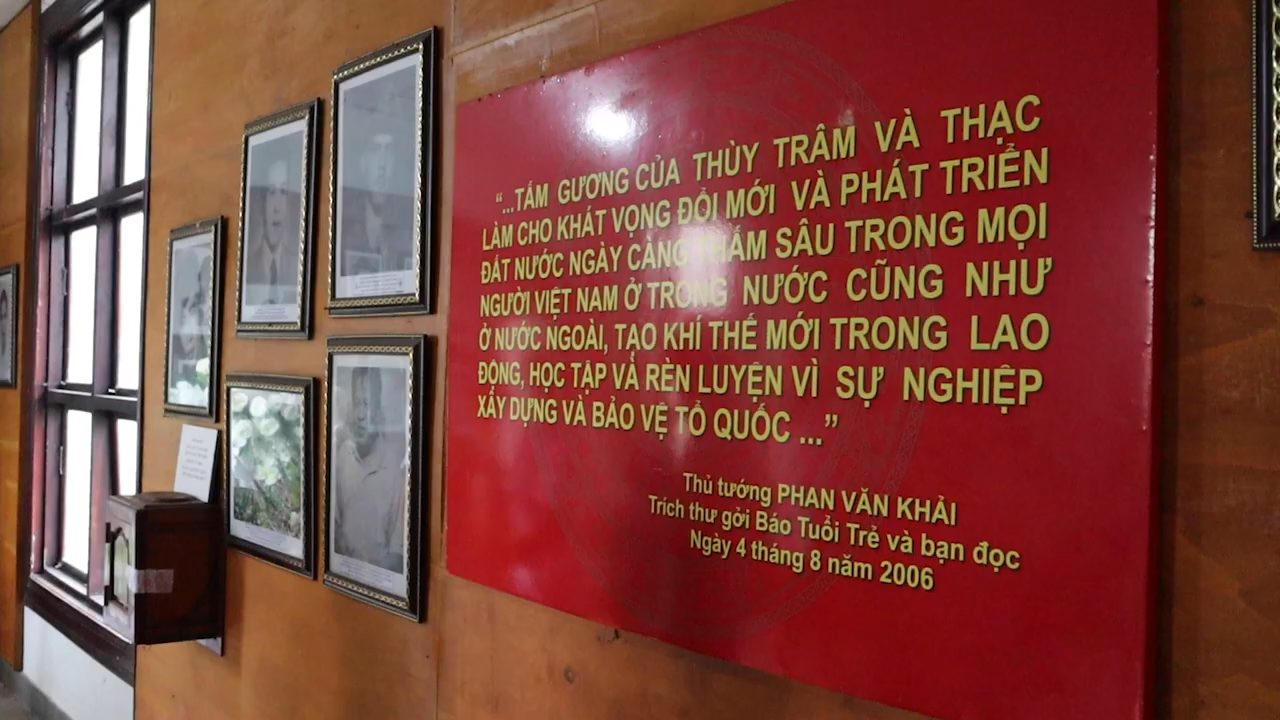 “...TẤM GƯƠNG CỦA THÙY TRÂM VÀ THẠC
LÀM CHO KHÁT VỌNG ĐỔI MỚI VÀ PHÁT TRIỂN
ĐẤT NƯỚC NGÀY CÀNG THẤM SÂU TRONG MỌI
NGƯỜI VIỆT NAM Ở TRONG NƯỚC CŨNG NHƯ
Ở NƯỚC NGOÀI, TẠO KHÍ THẾ MỚI TRONG LAO
ĐỘNG, HỌC TẬP VÀ RÈN LUYỆN VÌ SỰ NGHIỆP
XÂY DỰNG VÀ BẢO VỆ TỔ QUỐC ...”
Thủ tướng PHAN VĂN KHẢI
Trích thư gởi Báo Tuổi Trẻ và bạn đọc
Ngày 4 tháng 8 năm 2006